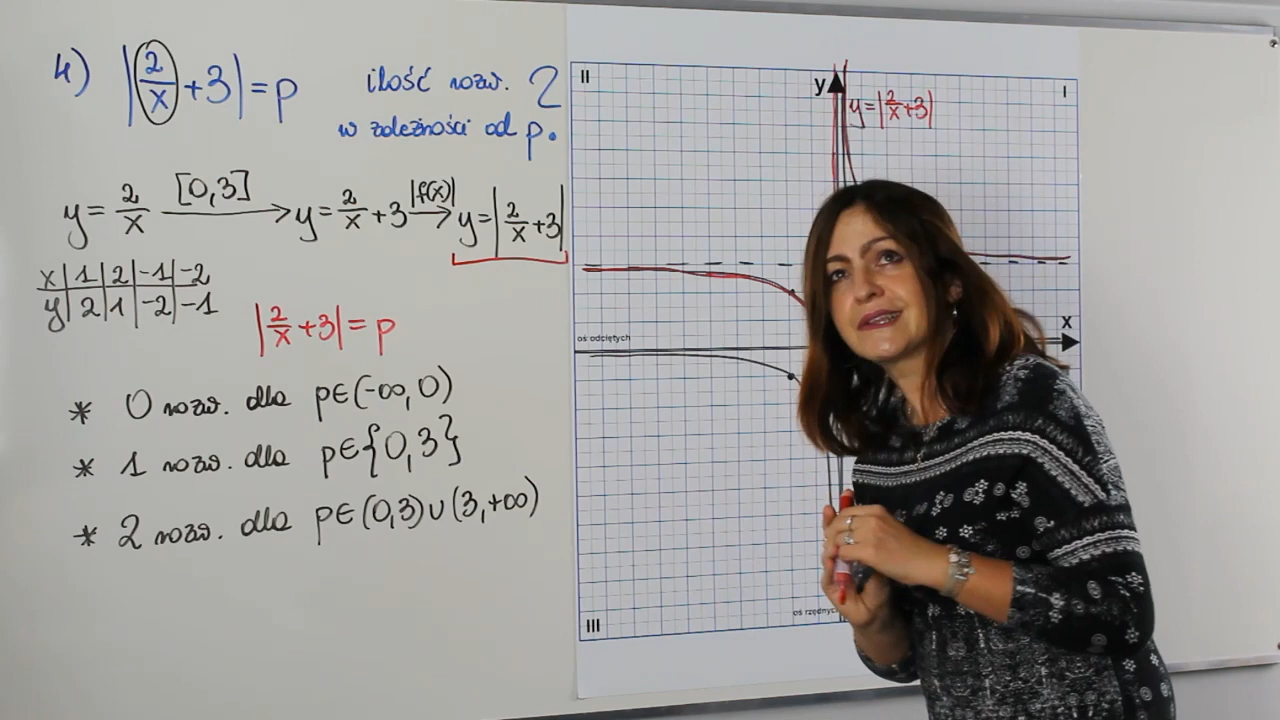 4) |2/x + 3| = p
ilość rozw. 2
w zależności od p.
y = 2/x [0,3] → y = 2/x + 3 |f(x)| → y = |2/x + 3|
x | 1 | 2 | -1 | -2
y | 2 | 1 | -2 | -1
|2/x + 3| = p
* 0 rozw. dla p∈(-∞,0)
* 1 rozw. dla p∈{0,3}
* 2 rozw. dla p∈(0,3)∪(3,+∞)
II
I
y
y = |2/x + 3|
x
oś odciętych
III
oś